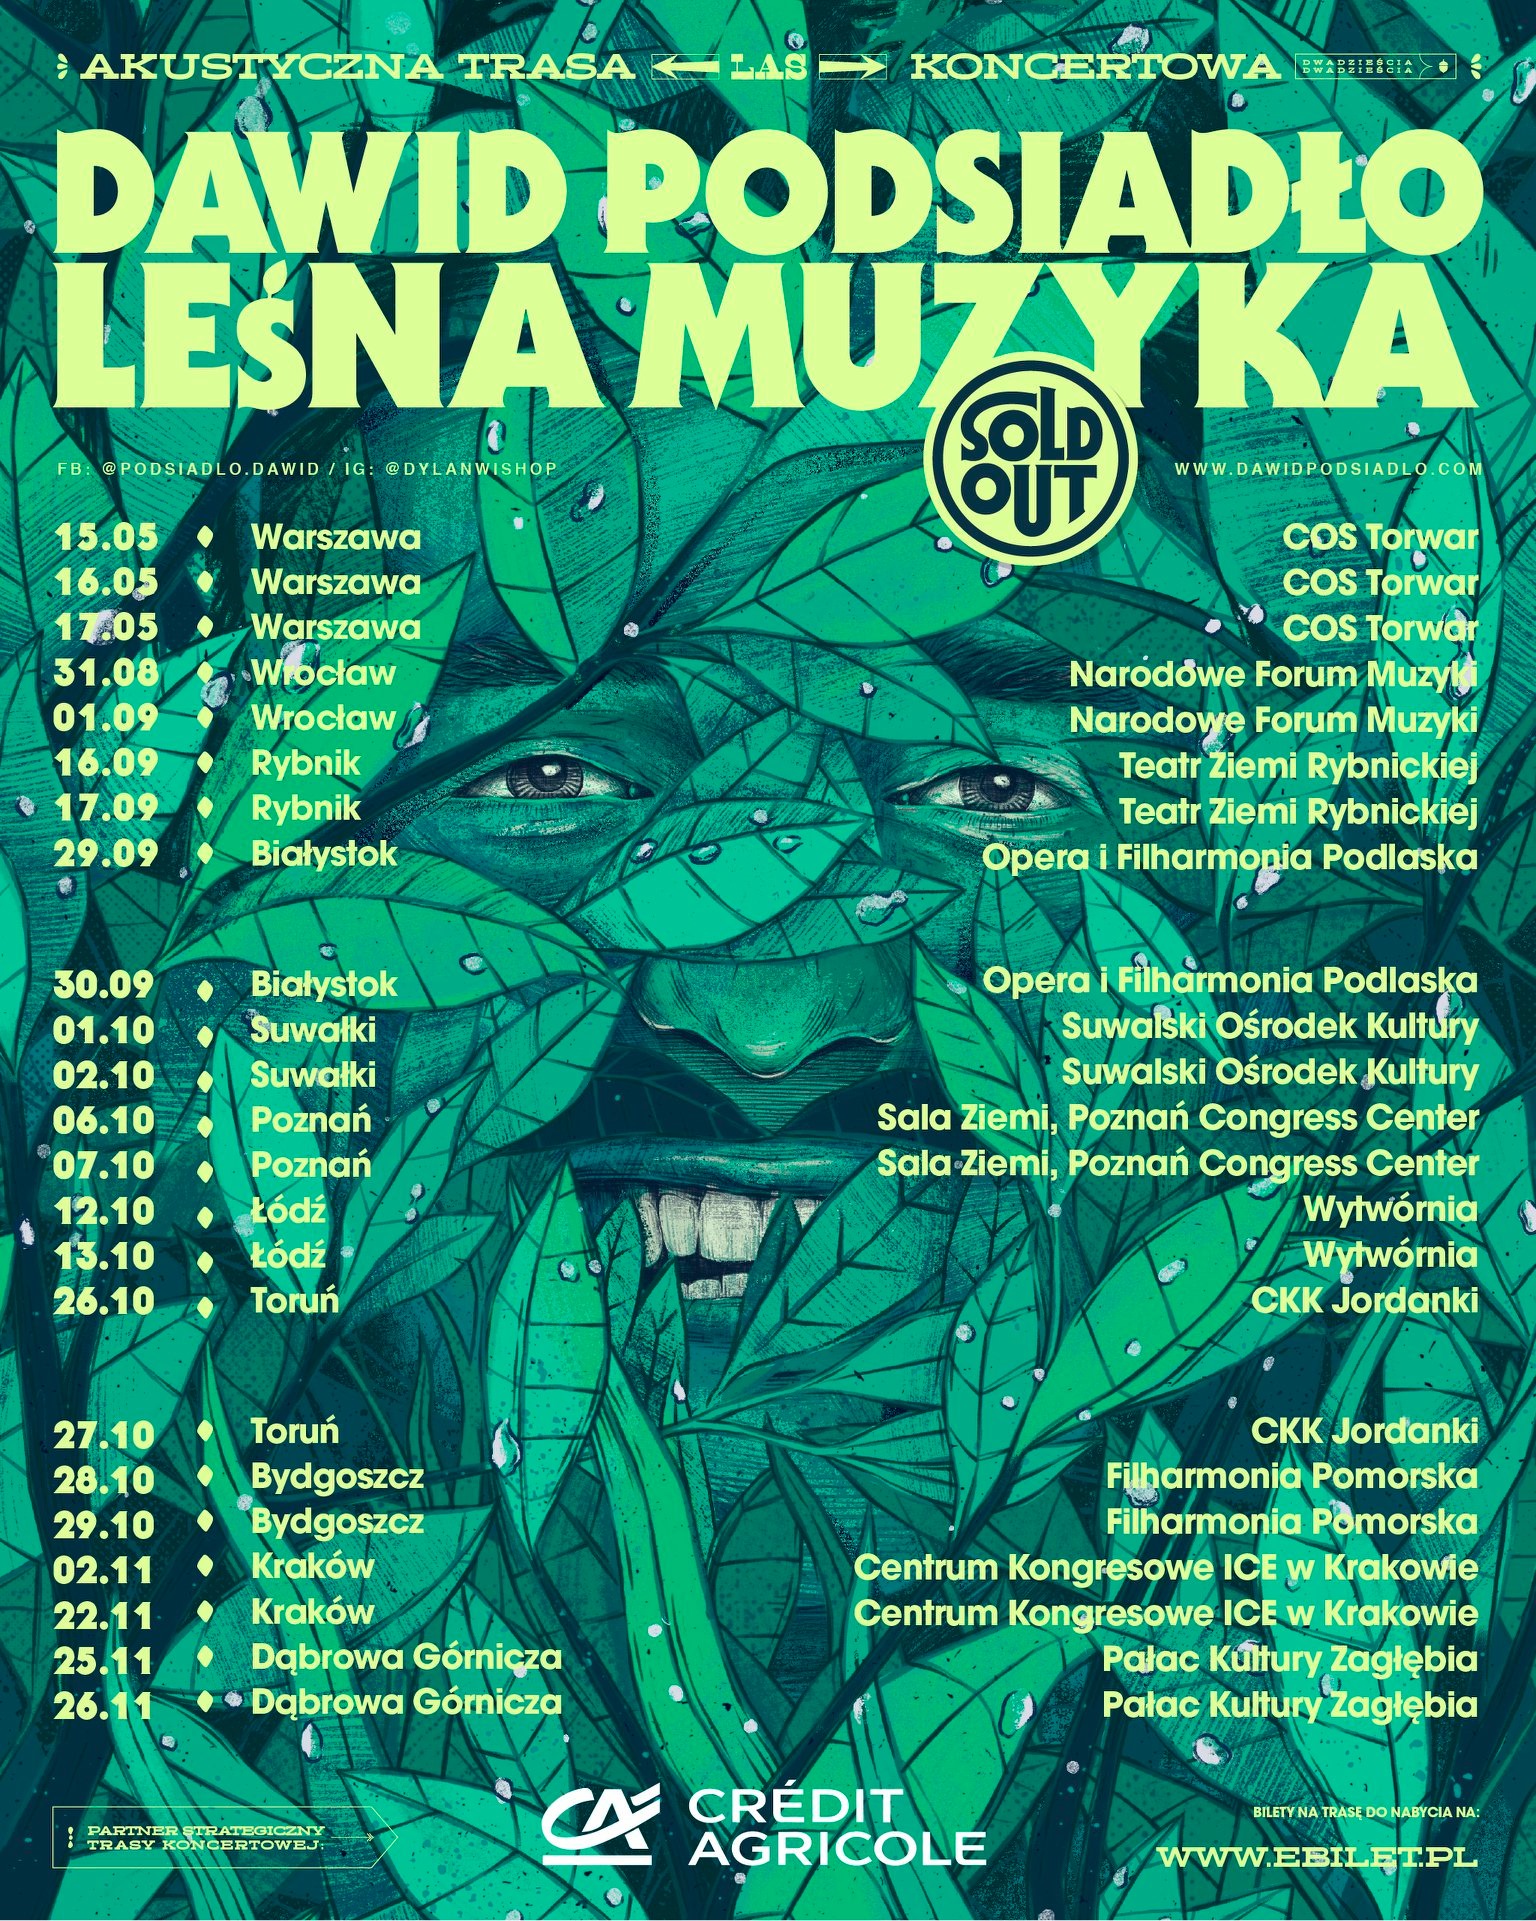 AKUSTYCZNA TRASA LAS KONCERTOWA DWADZIEŚCIA
DWADZIEŚCIA
DAWID PODSIADŁO
LEŚNA MUZYKA
SOLD
OUT
FB: @PODSIADLO.DAWID / IG: @DYLANWISHOP
WWW.DAWIDPODSIADLO.COM
15.05 Warszawa COS Torwar
16.05 Warszawa COS Torwar
17.05 Warszawa COS Torwar
31.08 Wrocław Narodowe Forum Muzyki
01.09 Wrocław Narodowe Forum Muzyki
16.09 Rybnik Teatr Ziemi Rybnickiej
17.09 Rybnik Teatr Ziemi Rybnickiej
29.09 Białystok Opera i Filharmonia Podlaska
30.09 Białystok Opera i Filharmonia Podlaska
01.10 Suwałki Suwalski Ośrodek Kultury
02.10 Suwałki Suwalski Ośrodek Kultury
06.10 Poznań Sala Ziemi, Poznań Congress Center
07.10 Poznań Sala Ziemi, Poznań Congress Center
12.10 Łódź Wytwórnia
13.10 Łódź Wytwórnia
26.10 Toruń CKK Jordanki
27.10 Toruń CKK Jordanki
28.10 Bydgoszcz Filharmonia Pomorska
29.10 Bydgoszcz Filharmonia Pomorska
02.11 Kraków Centrum Kongresowe ICE w Krakowie
22.11 Kraków Centrum Kongresowe ICE w Krakowie
25.11 Dąbrowa Górnicza Pałac Kultury Zagłębia
26.11 Dąbrowa Górnicza Pałac Kultury Zagłębia
PARTNER STRATEGICZNY
TRASY KONCERTOWEJ:
CA CRÉDIT
AGRICOLE
BILETY NA TRASĘ DO NABYCIA NA:
WWW.EBILET.PL